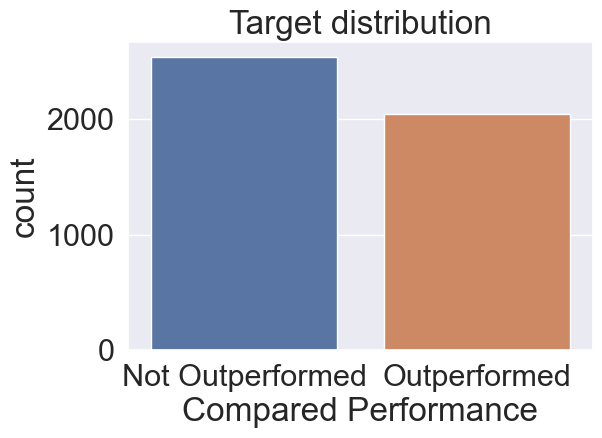 Target distribution
2000
1000
0
count
Not Outperformed
Outperformed
Compared Performance